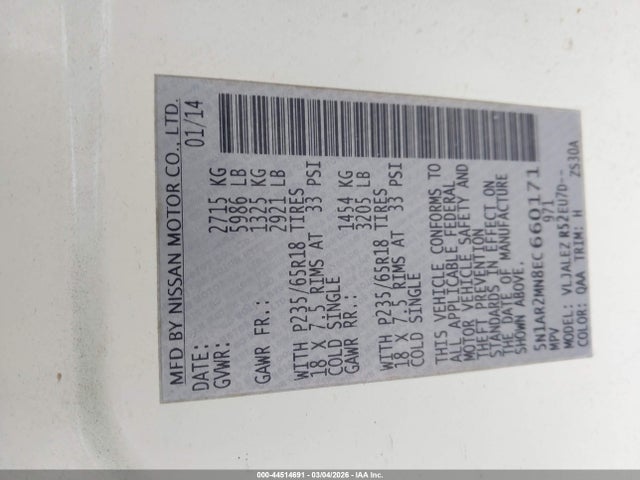 MFD BY NISSAN MOTOR CO., LTD.
DATE: 01/14
GVWR: 2715 KG
5986 LB
GAWR FR.: 1325 KG
2921 LB
WITH P235/65R18 TIRES
18 X 7.5 RIMS AT 33 PSI
COLD SINGLE
GAWR RR.: 1454 KG
3205 LB
WITH P235/65R18 TIRES
18 X 7.5 RIMS AT 33 PSI
COLD SINGLE
THIS VEHICLE CONFORMS TO
ALL APPLICABLE FEDERAL
MOTOR VEHICLE SAFETY AND
THEFT PREVENTION
STANDARDS IN EFFECT ON
THE DATE OF MANUFACTURE
SHOWN ABOVE.
5N1AR2MN8EC660171
MPV 971
MODEL: VLJALEZ R52EU7D--
COLOR: QAA TRIM: H ZS30A
000-44514691 - 03/04/2026 - IAA Inc.